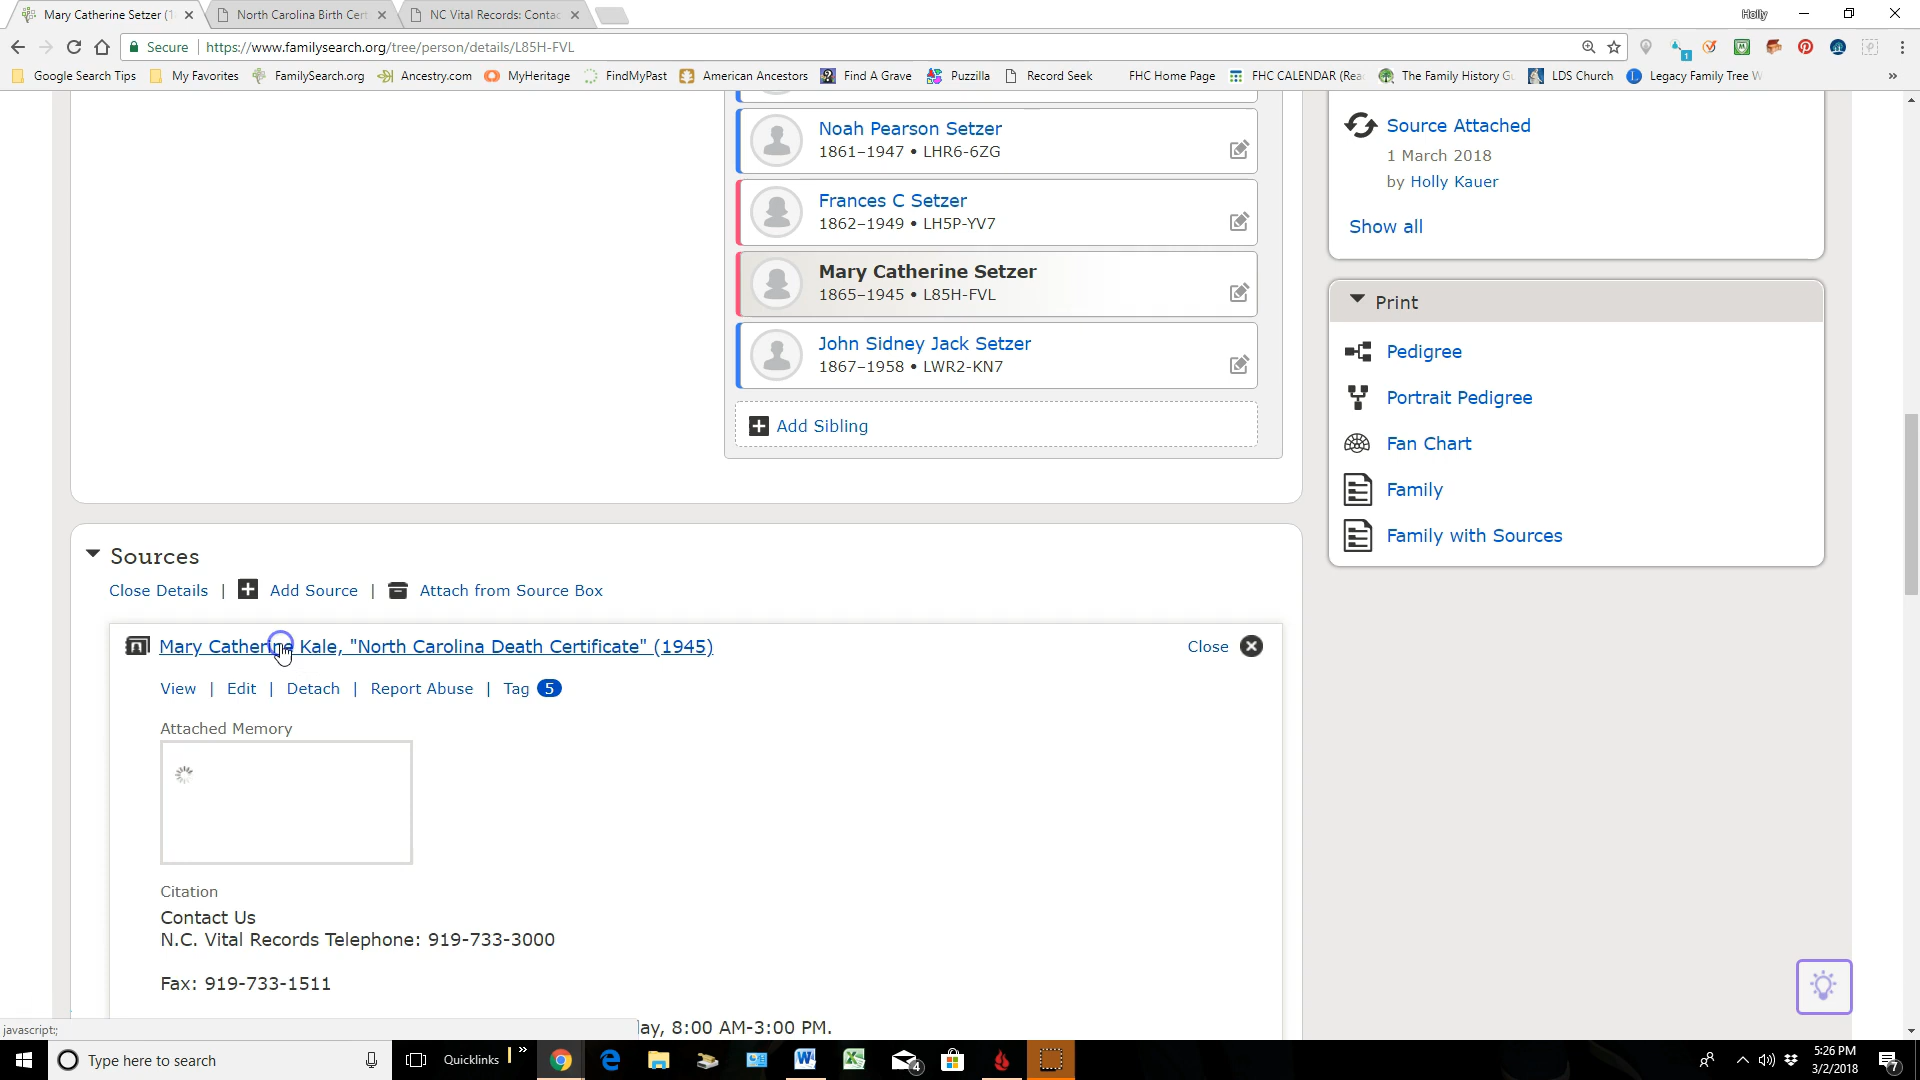 Mary Catherine Setzer (1
North Carolina Birth Cert
NC Vital Records: Contac
Holly
Secure
https://www.familysearch.org/tree/person/details/L85H-FVL
Google Search Tips
My Favorites
FamilySearch.org
Ancestry.com
MyHeritage
FindMyPast
American Ancestors
Find A Grave
Puzzilla
Record Seek
FHC Home Page
FHC CALENDAR (Rea
The Family History Gu
LDS Church
Legacy Family Tree W
»
Noah Pearson Setzer
1861–1947 • LHR6-6ZG
Frances C Setzer
1862–1949 • LH5P-YV7
Mary Catherine Setzer
1865–1945 • L85H-FVL
John Sidney Jack Setzer
1867–1958 • LWR2-KN7
Add Sibling
Source Attached
1 March 2018
by Holly Kauer
Show all
Print
Pedigree
Portrait Pedigree
Fan Chart
Family
Family with Sources
Sources
Close Details | Add Source | Attach from Source Box
Mary Catherine Kale, "North Carolina Death Certificate" (1945)
Close
View | Edit | Detach | Report Abuse | Tag 5
Attached Memory
Citation
Contact Us
N.C. Vital Records Telephone: 919-733-3000
Fax: 919-733-1511
ay, 8:00 AM-3:00 PM.
javascript:;
Type here to search
Quicklinks
»
4
5:26 PM
3/2/2018
7